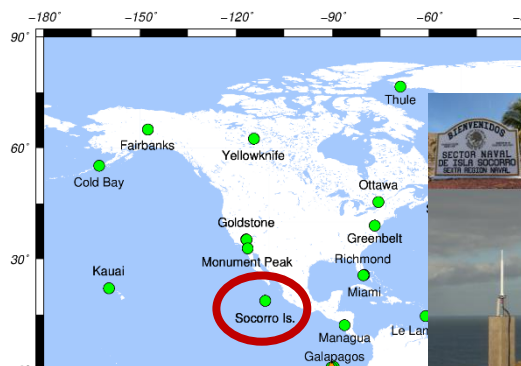 −180° −150° −120° −90° −60°
90°
Thule
Fairbanks
60°
Yellowknife
Cold Bay
Ottawa
Goldstone
Greenbelt
Monument Peak
Richmond
30°
Kauai
Miami
Socorro Is.
Le Lam
Managua
Galapagos
BIENVENIDOS
SECTOR NAVAL
DE ISLA SOCORRO
SEXTA REGION NAVAL